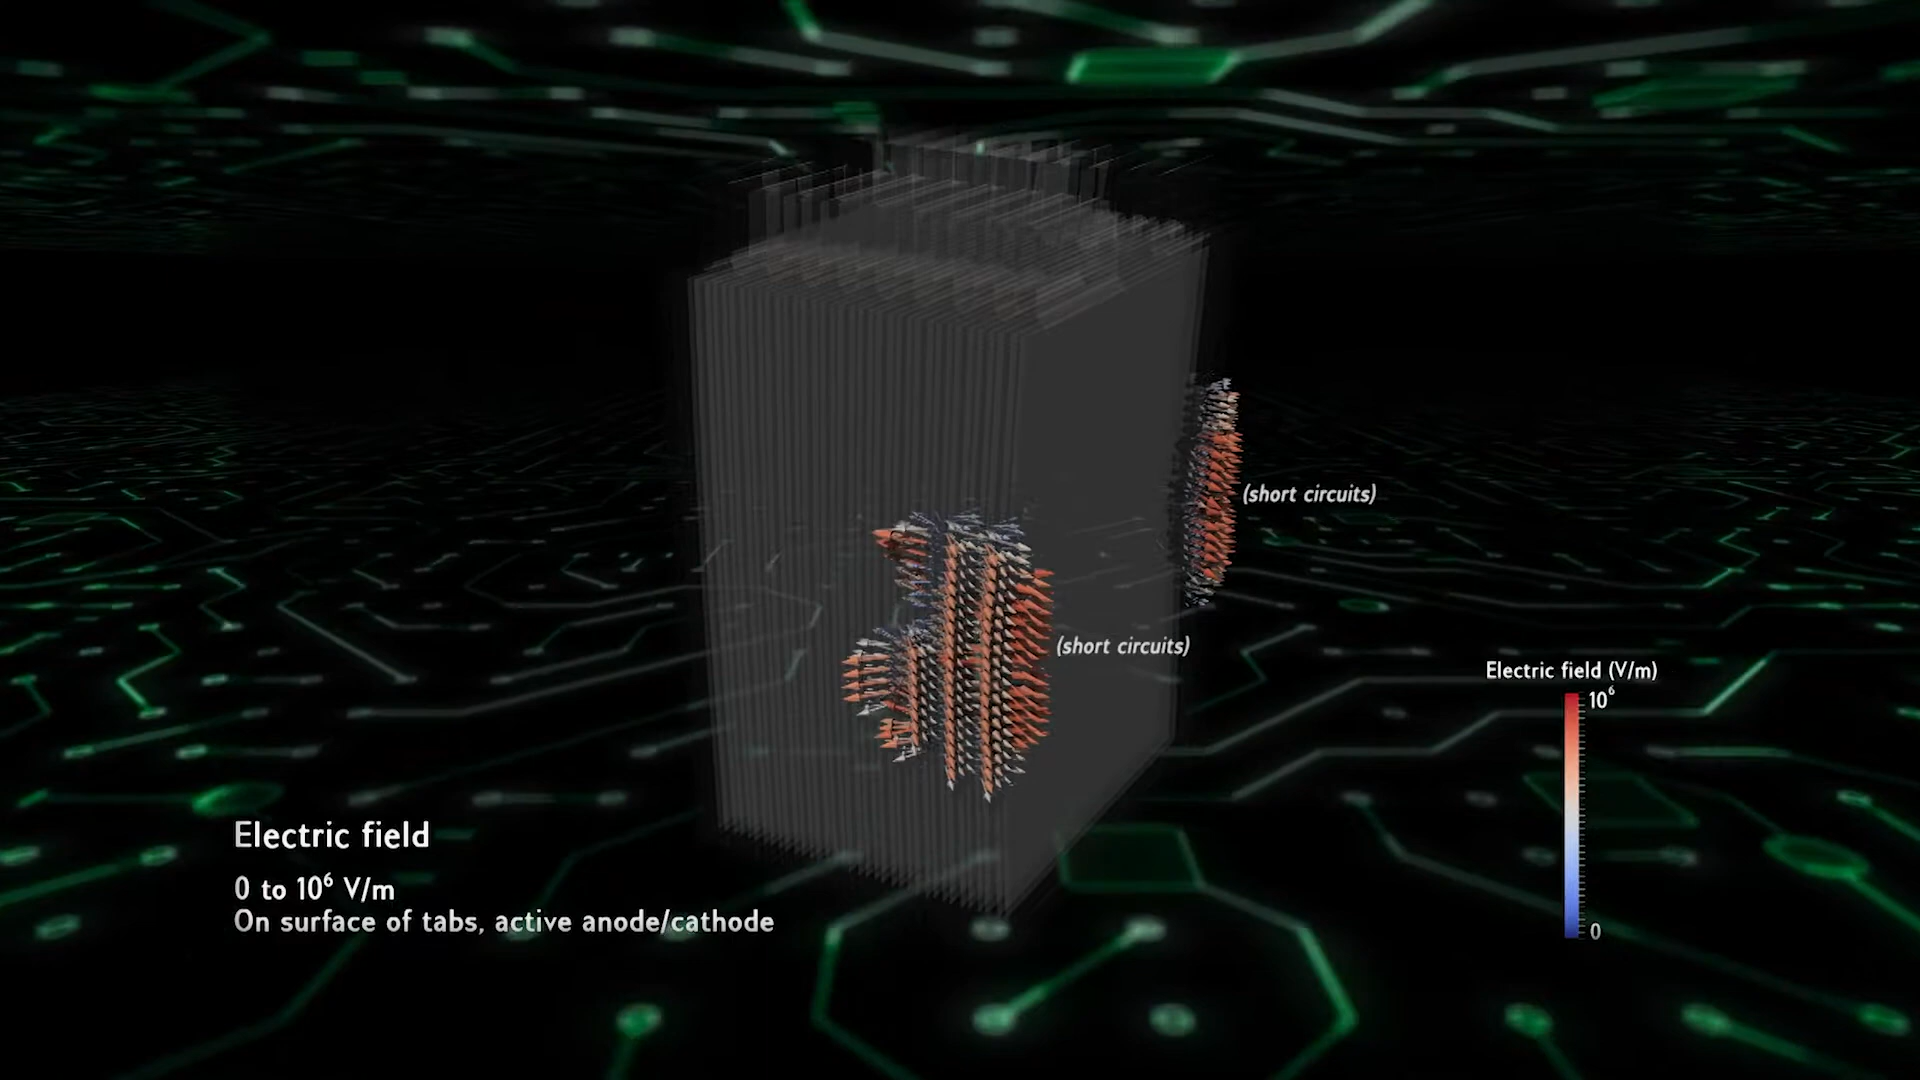 (short circuits)
(short circuits)
Electric field (V/m)
10⁶
0
Electric field
0 to 10⁶ V/m
On surface of tabs, active anode/cathode